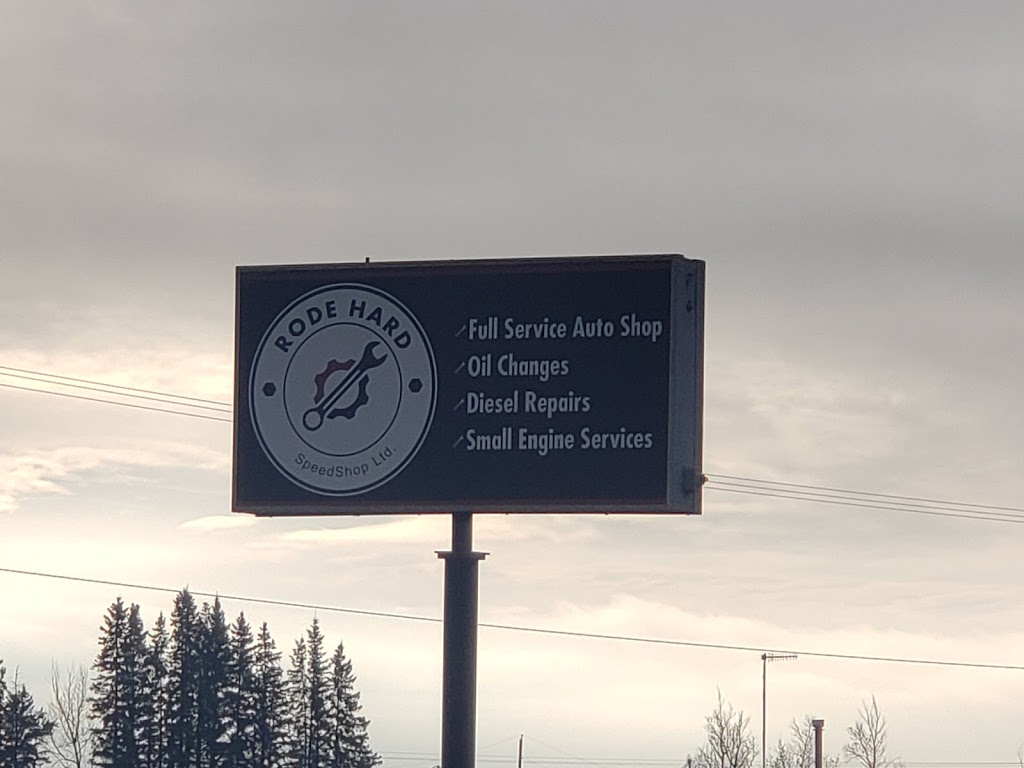 RODE HARD
SpeedShop Ltd.
Full Service Auto Shop
Oil Changes
Diesel Repairs
Small Engine Services